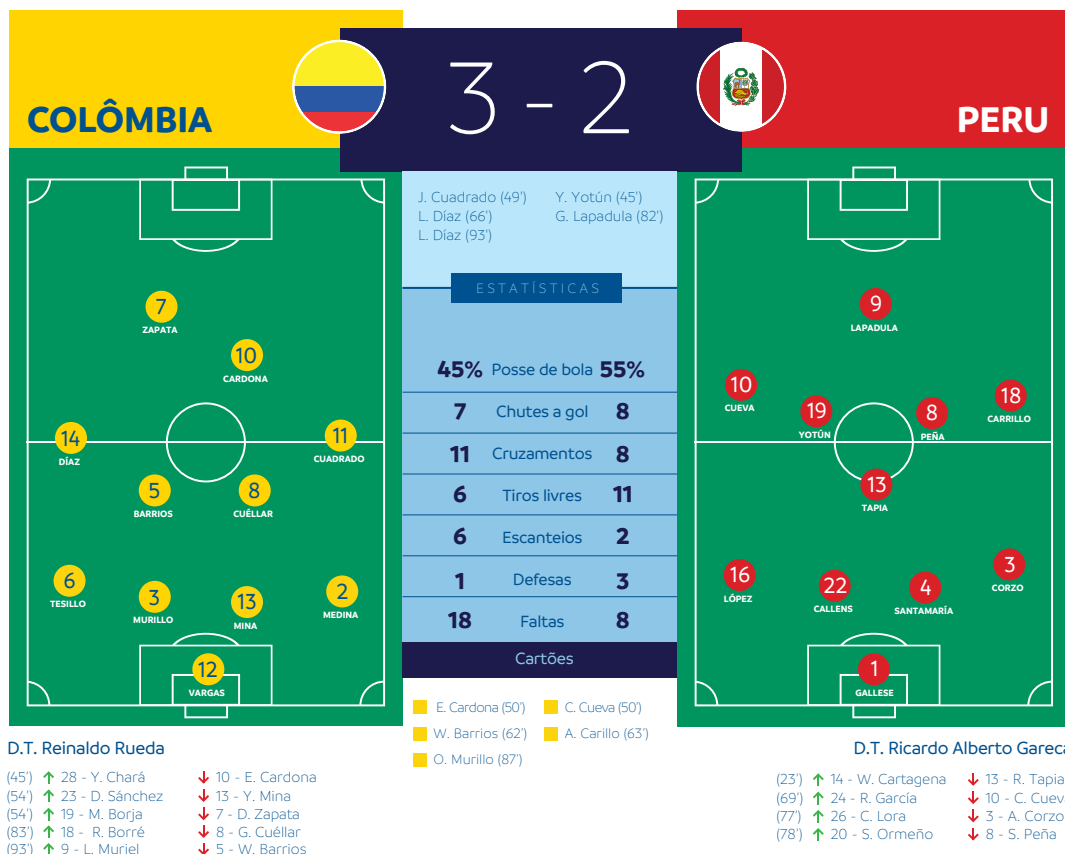 COLÔMBIA
3 - 2
PERU
J. Cuadrado (49')
L. Díaz (66')
L. Díaz (93')
Y. Yotún (45')
G. Lapadula (82')
ESTATÍSTICAS
45% Posse de bola 55%
7 Chutes a gol 8
11 Cruzamentos 8
6 Tiros livres 11
6 Escanteios 2
1 Defesas 3
18 Faltas 8
Cartões
E. Cardona (50')
W. Barrios (62')
O. Murillo (87')
C. Cueva (50')
A. Carillo (63')
7
ZAPATA
10
CARDONA
14
DÍAZ
11
CUADRADO
5
BARRIOS
8
CUÉLLAR
6
TESILLO
3
MURILLO
13
MINA
2
MEDINA
12
VARGAS
9
LAPADULA
10
CUEVA
19
YOTÚN
8
PEÑA
18
CARRILLO
13
TAPIA
16
LÓPEZ
22
CALLENS
4
SANTAMARÍA
3
CORZO
1
GALLESE
D.T. Reinaldo Rueda
(45') 28 - Y. Chará 10 - E. Cardona
(54') 23 - D. Sánchez 13 - Y. Mina
(54') 19 - M. Borja 7 - D. Zapata
(83') 18 - R. Borré 8 - G. Cuéllar
(93') 9 - L. Muriel 5 - W. Barrios
D.T. Ricardo Alberto Gareca
(23') 14 - W. Cartagena 13 - R. Tapia
(69') 24 - R. García 10 - C. Cueva
(77') 26 - C. Lora 3 - A. Corzo
(78') 20 - S. Ormeño 8 - S. Peña